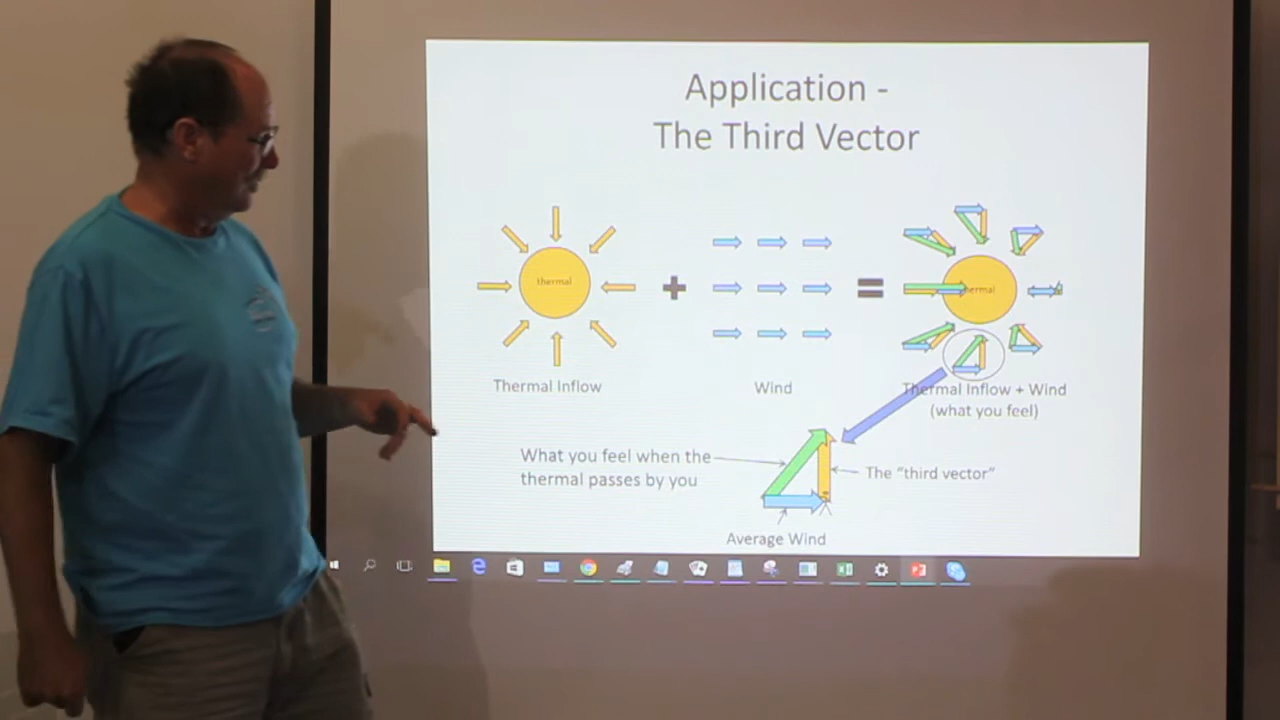 Application -
The Third Vector
thermal
hermal
Thermal Inflow
Wind
Thermal Inflow + Wind
(what you feel)
What you feel when the
thermal passes by you
The “third vector”
Average Wind